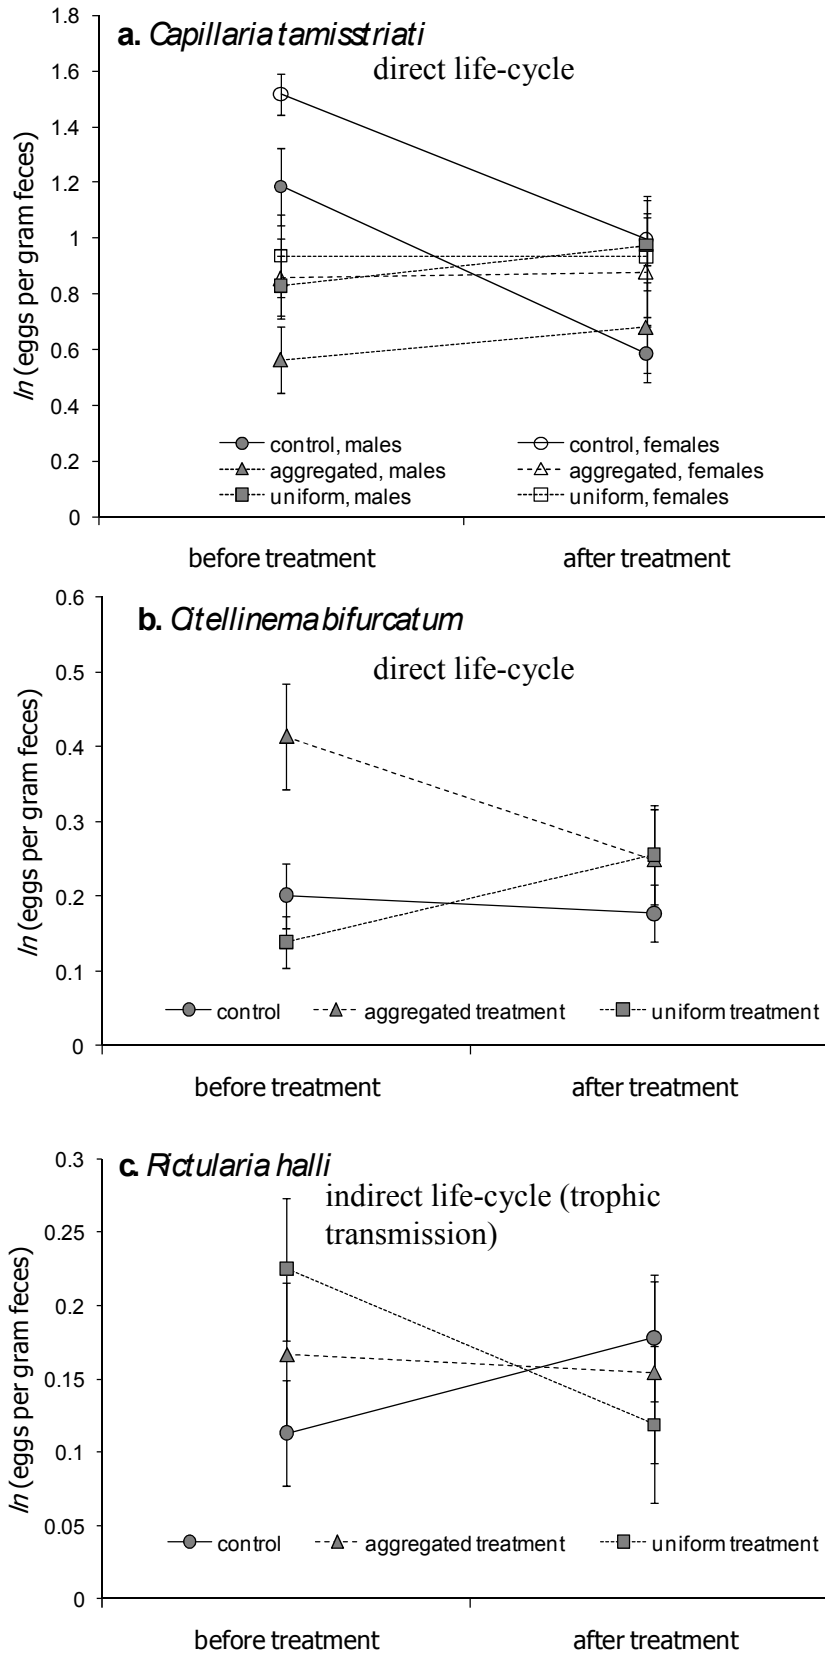 1.8
a. Capillaria tamisstriati
direct life-cycle
1.6
1.4
1.2
1
0.8
0.6
0.4
0.2
0
ln (eggs per gram feces)
control, males
control, females
aggregated, males
aggregated, females
uniform, males
uniform, females
before treatment
after treatment
0.6
b. Citellinema bifurcatum
direct life-cycle
0.5
0.4
0.3
0.2
0.1
0
ln (eggs per gram feces)
control
aggregated treatment
uniform treatment
before treatment
after treatment
0.3
c. Rictularia halli
indirect life-cycle (trophic
transmission)
0.25
0.2
0.15
0.1
0.05
0
ln (eggs per gram feces)
control
aggregated treatment
uniform treatment
before treatment
after treatment